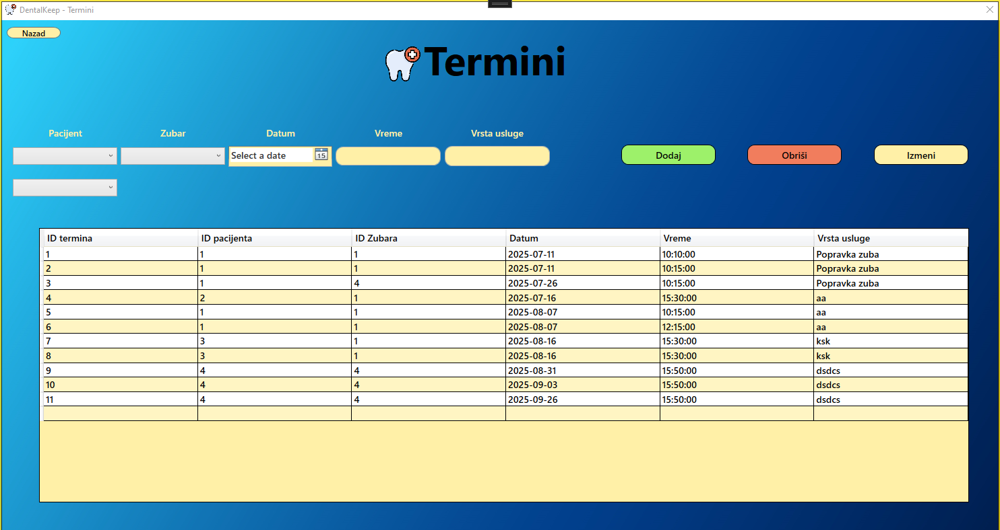 DentalKeep - Termini
Nazad
Termini
Pacijent Zubar Datum Vreme Vrsta usluge
Select a date 15 Dodaj Obriši Izmeni
ID termina ID pacijenta ID Zubara Datum Vreme Vrsta usluge
1 1 1 2025-07-11 10:10:00 Popravka zuba
2 1 1 2025-07-11 10:15:00 Popravka zuba
3 1 4 2025-07-26 10:15:00 Popravka zuba
4 2 1 2025-07-16 15:30:00 aa
5 1 1 2025-08-07 10:15:00 aa
6 1 1 2025-08-07 12:15:00 aa
7 3 1 2025-08-16 15:30:00 ksk
8 3 1 2025-08-16 15:30:00 ksk
9 4 4 2025-08-31 15:50:00 dsdcs
10 4 4 2025-09-03 15:50:00 dsdcs
11 4 4 2025-09-26 15:50:00 dsdcs